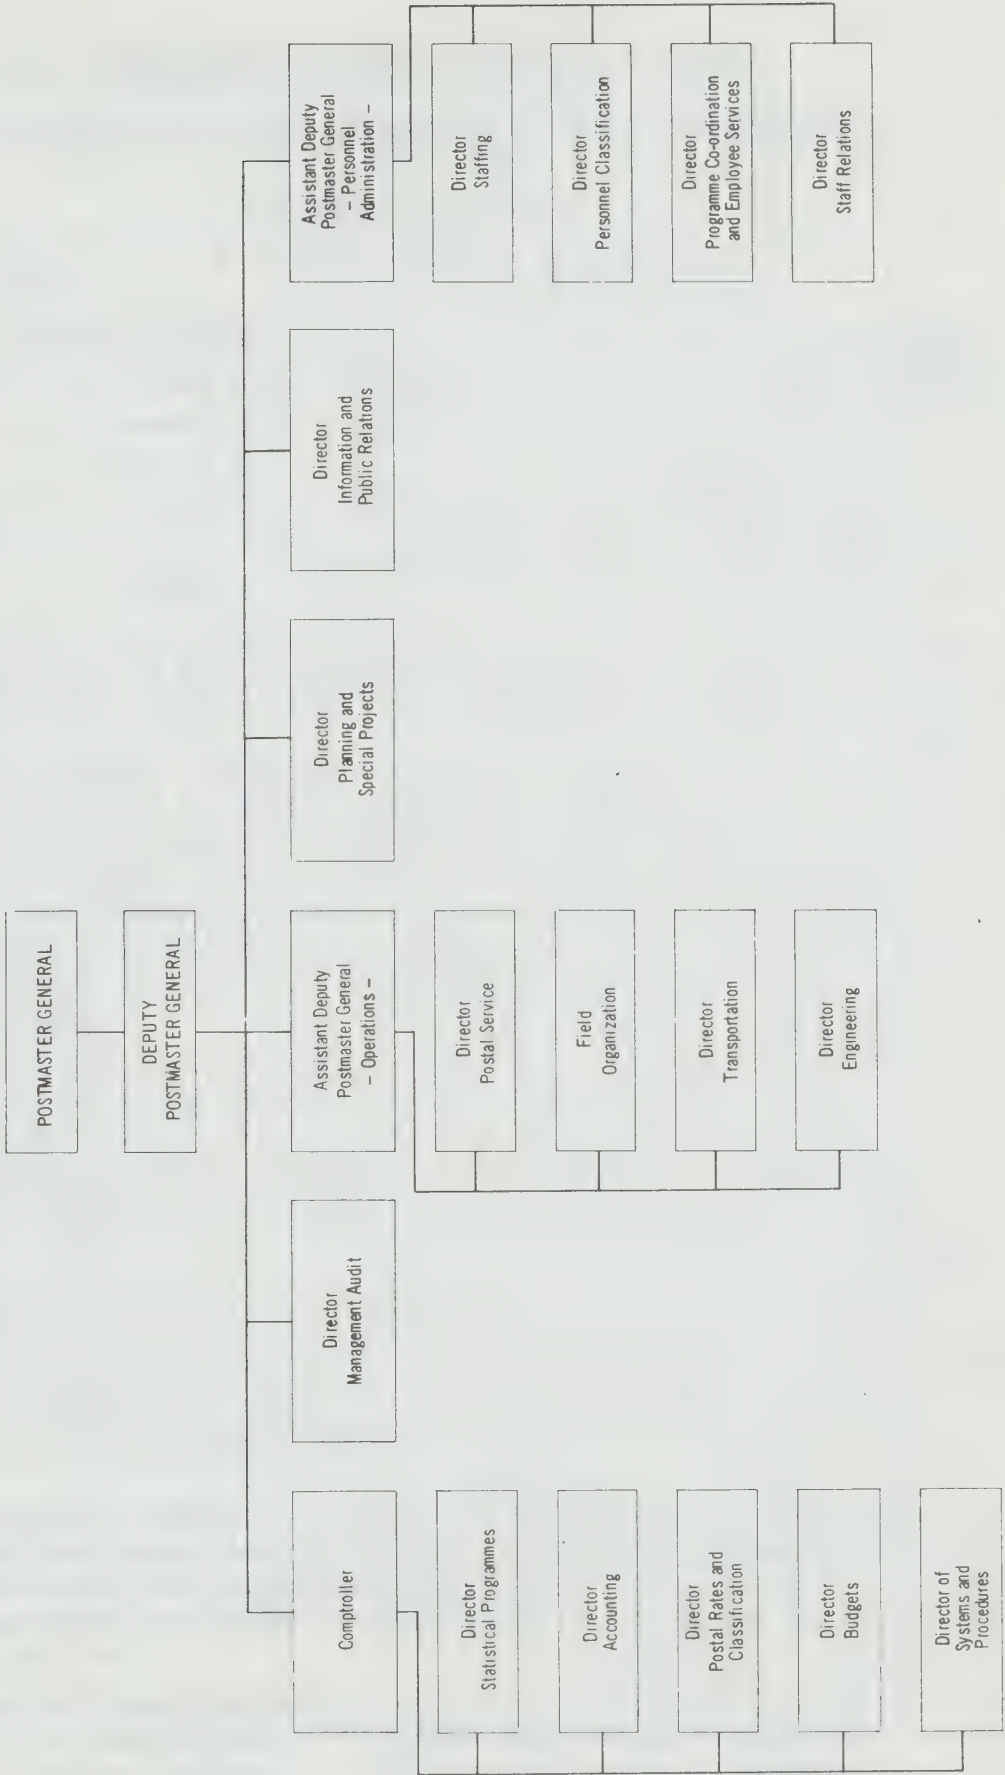 POSTMASTER GENERAL
DEPUTY
POSTMASTER GENERAL
Comptroller
Director
Management Audit
Assistant Deputy
Postmaster General
– Operations –
Director
Planning and
Special Projects
Director
Information and
Public Relations
Assistant Deputy
Postmaster General
– Personnel
Administration –
Director
Statistical Programmes
Director
Accounting
Director
Postal Rates and
Classification
Director
Budgets
Director of
Systems and
Procedures
Director
Postal Service
Field
Organization
Director
Transportation
Director
Engineering
Director
Staffing
Director
Personnel Classification
Director
Programme Co-ordination
and Employee Services
Director
Staff Relations